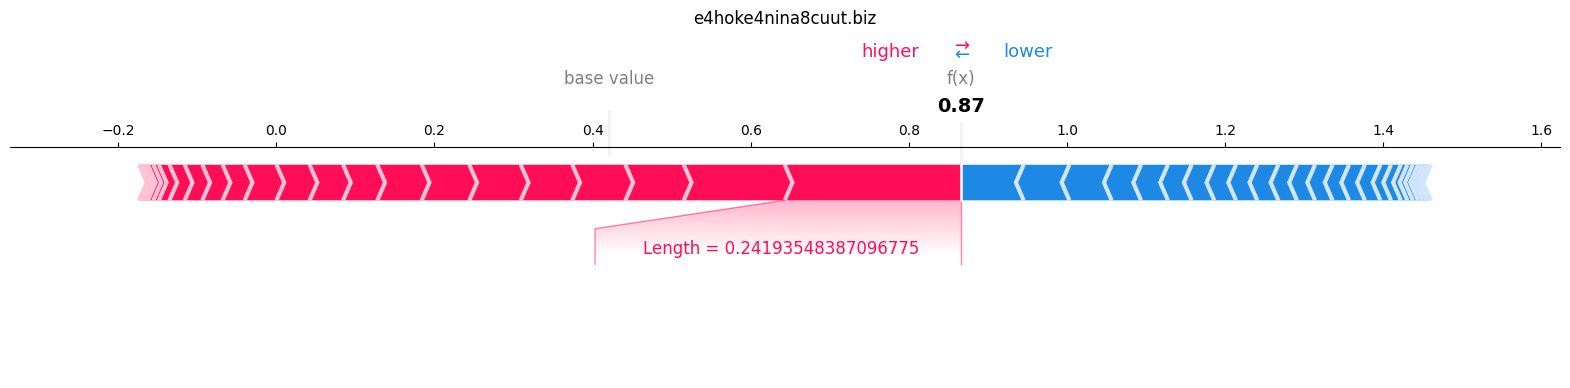 e4hoke4nina8cuut.biz
higher → ← lower
base value f(x)
0.87
−0.2 0.0 0.2 0.4 0.6 0.8 1.0 1.2 1.4 1.6
Length = 0.24193548387096775